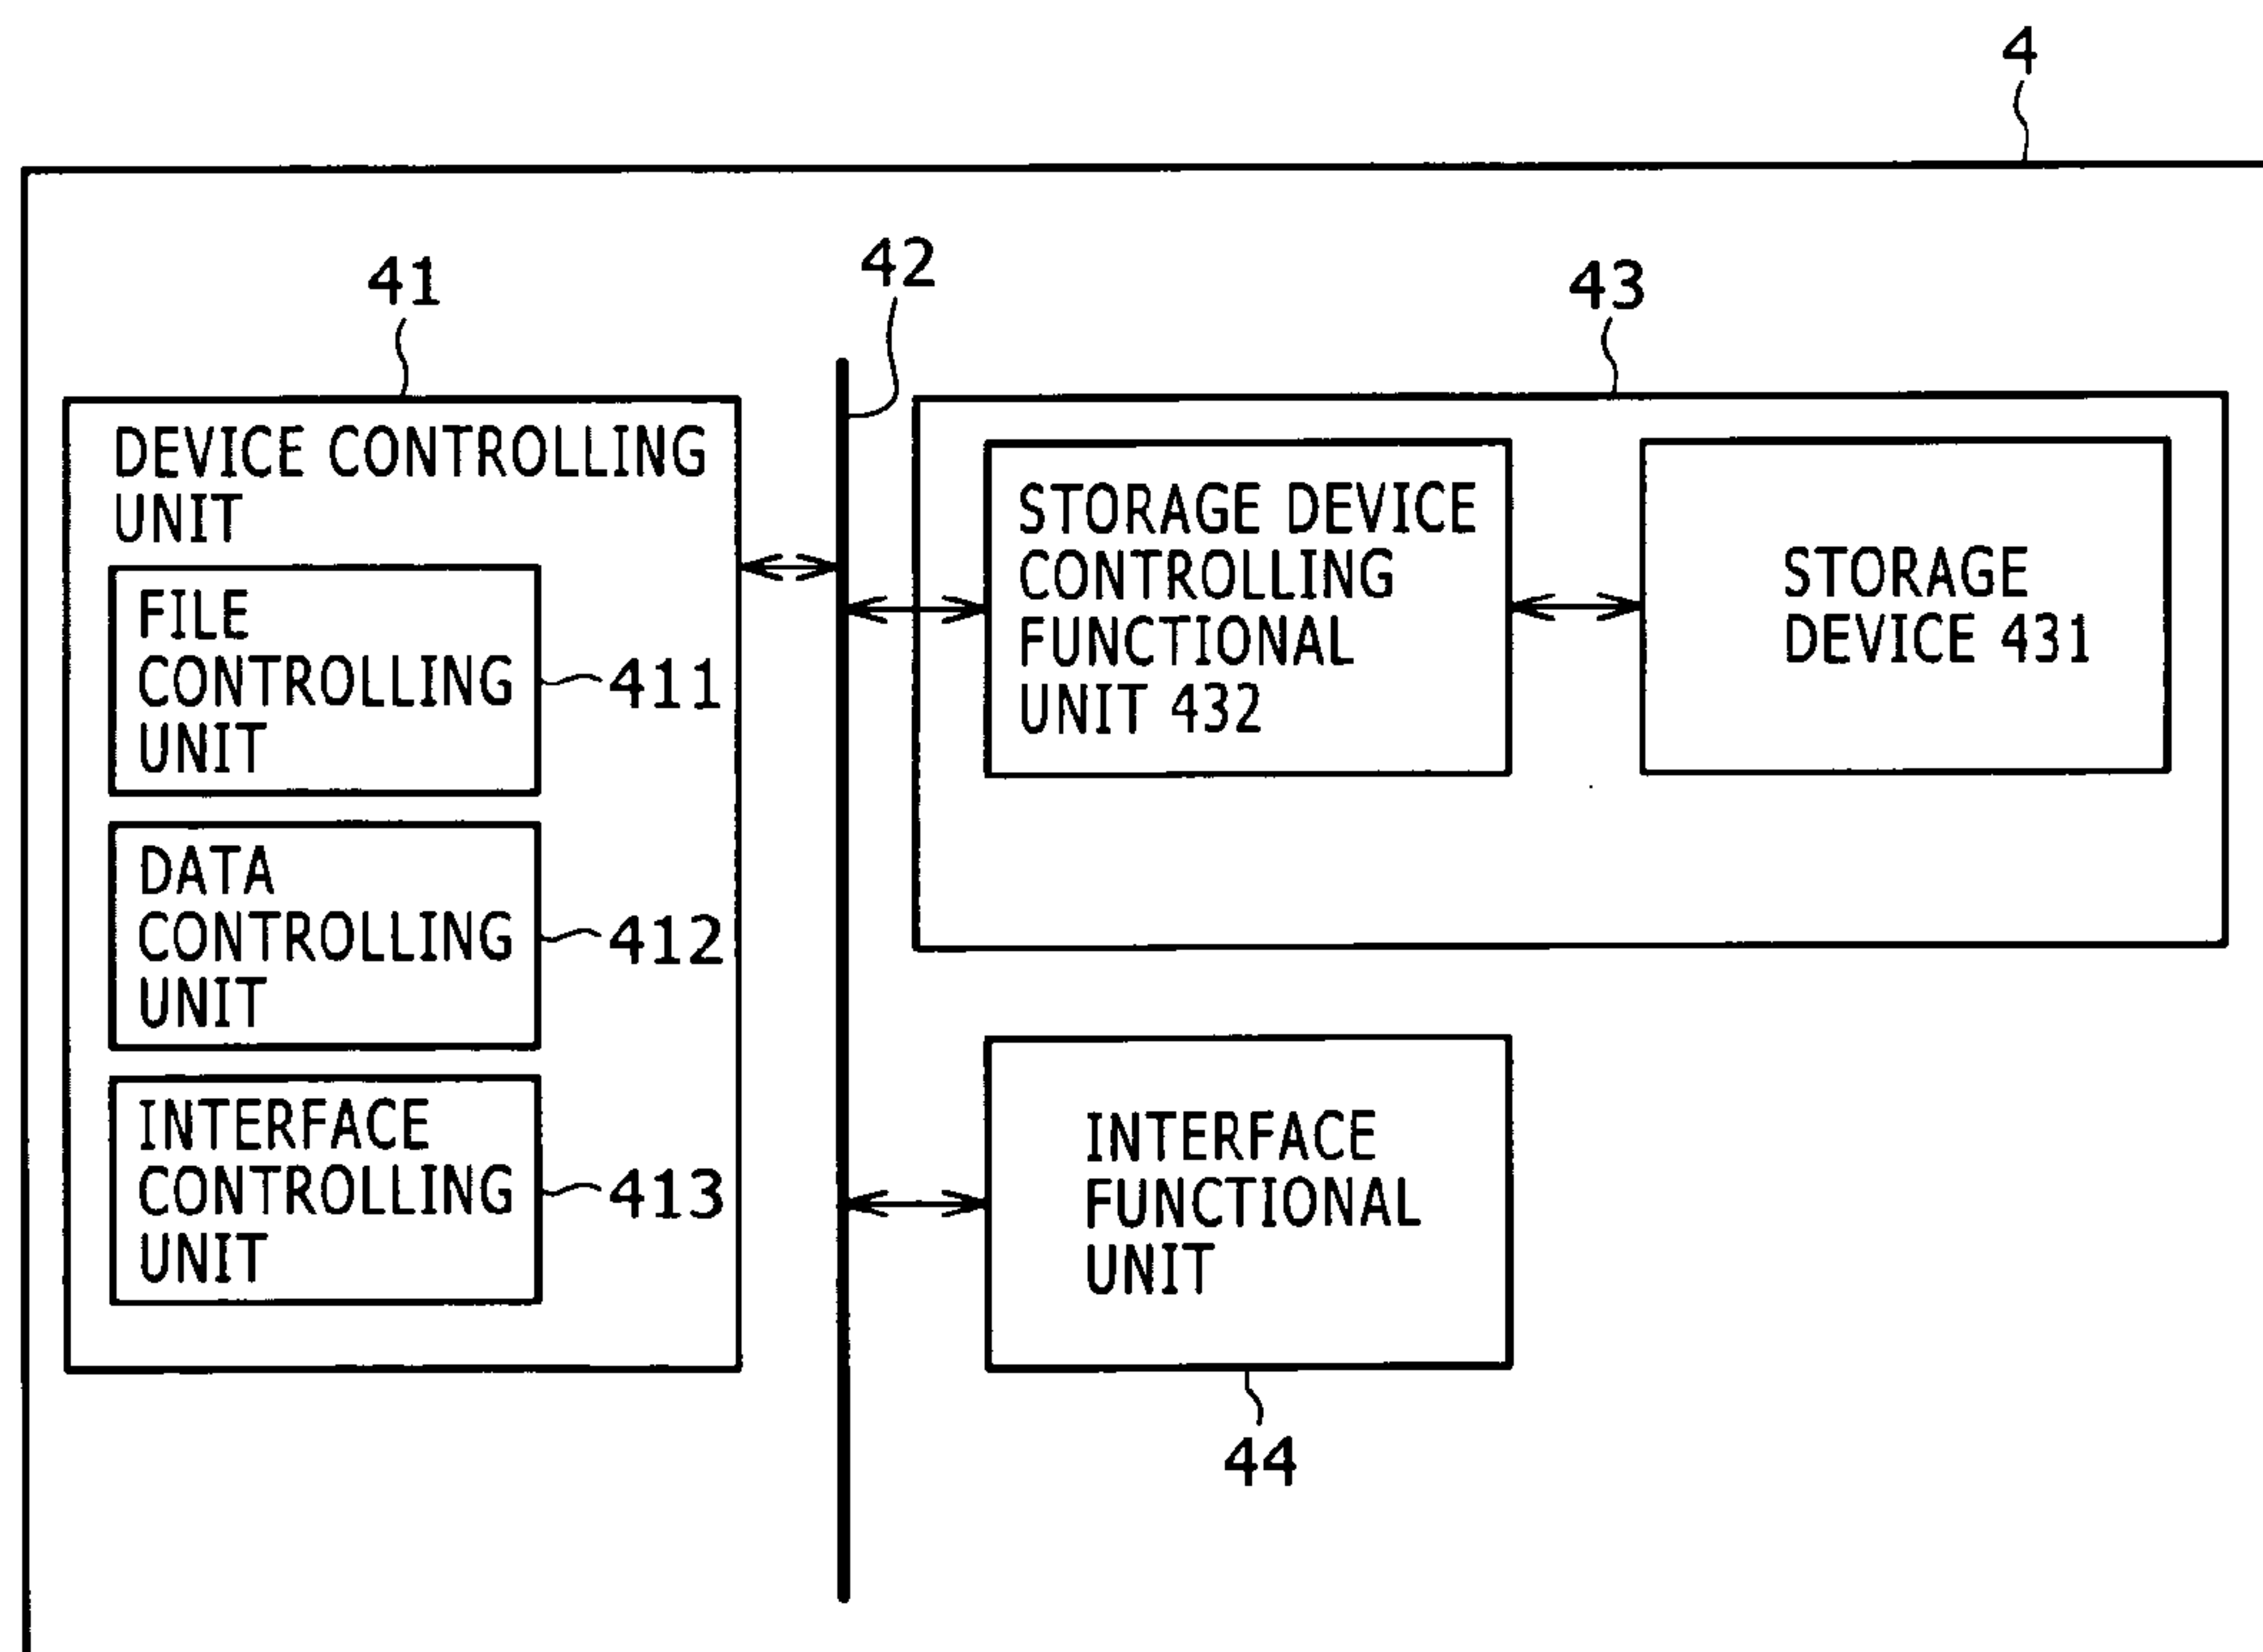 4
41
42
43
DEVICE CONTROLLING
UNIT
FILE
CONTROLLING
UNIT
411
DATA
CONTROLLING
UNIT
412
INTERFACE
CONTROLLING
UNIT
413
STORAGE DEVICE
CONTROLLING
FUNCTIONAL
UNIT 432
STORAGE
DEVICE 431
INTERFACE
FUNCTIONAL
UNIT
44